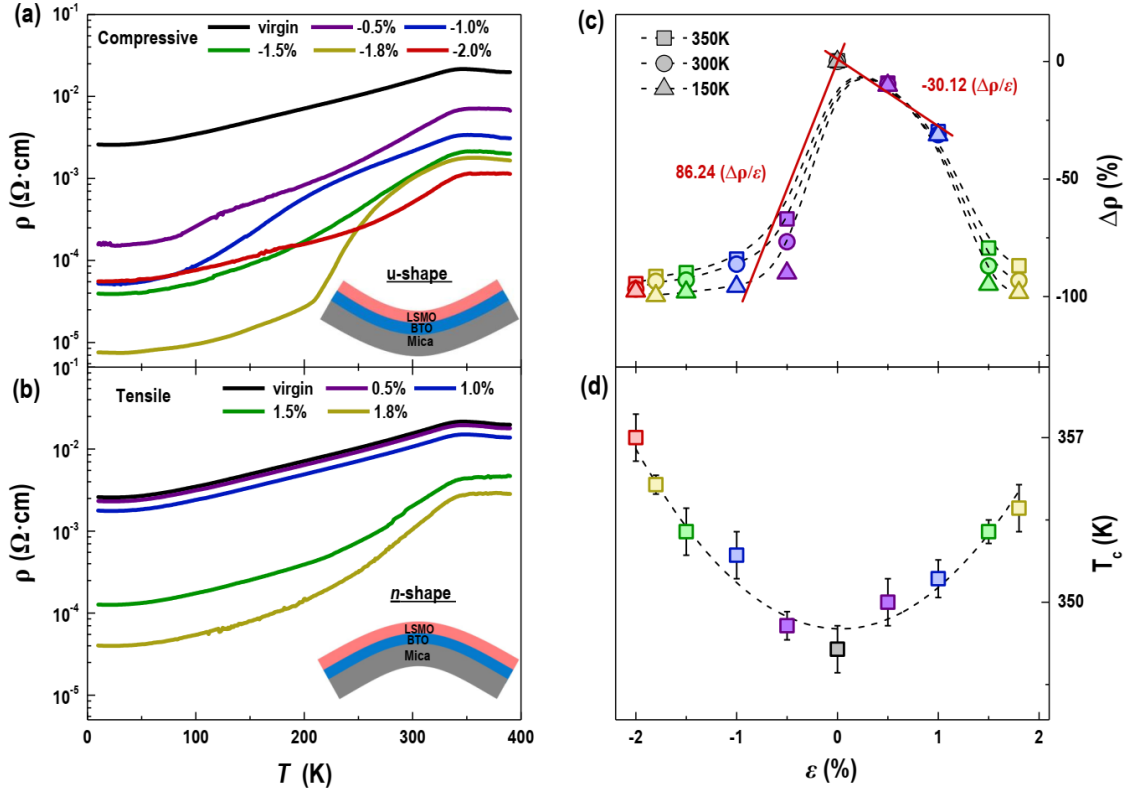 (a)
10⁻¹
10⁻²
10⁻³
10⁻⁴
10⁻⁵
10⁻¹
ρ (Ω·cm)
Compressive
virgin -0.5% -1.0%
-1.5% -1.8% -2.0%
u-shape
LSMO
BTO
Mica
(b)
10⁻²
10⁻³
10⁻⁴
10⁻⁵
ρ (Ω·cm)
Tensile
virgin 0.5% 1.0%
1.5% 1.8%
n-shape
LSMO
BTO
Mica
0 100 200 300 400
T (K)
(c)
350K
300K
150K
-30.12 (Δρ/ε)
86.24 (Δρ/ε)
0
-50
-100
Δρ (%)
(d)
357
350
Tc (K)
-2 -1 0 1 2
ε (%)